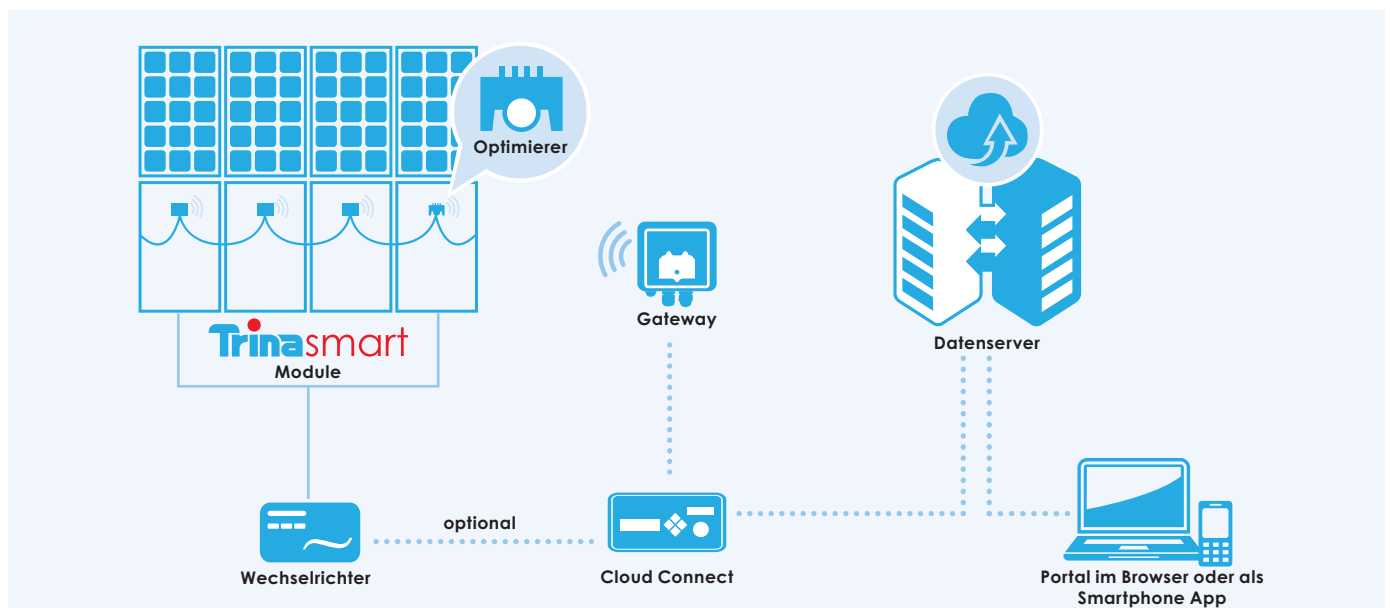 Optimierer
Trinasmart
Module
Gateway
Datenserver
optional
Wechselrichter
Cloud Connect
Portal im Browser oder als
Smartphone App